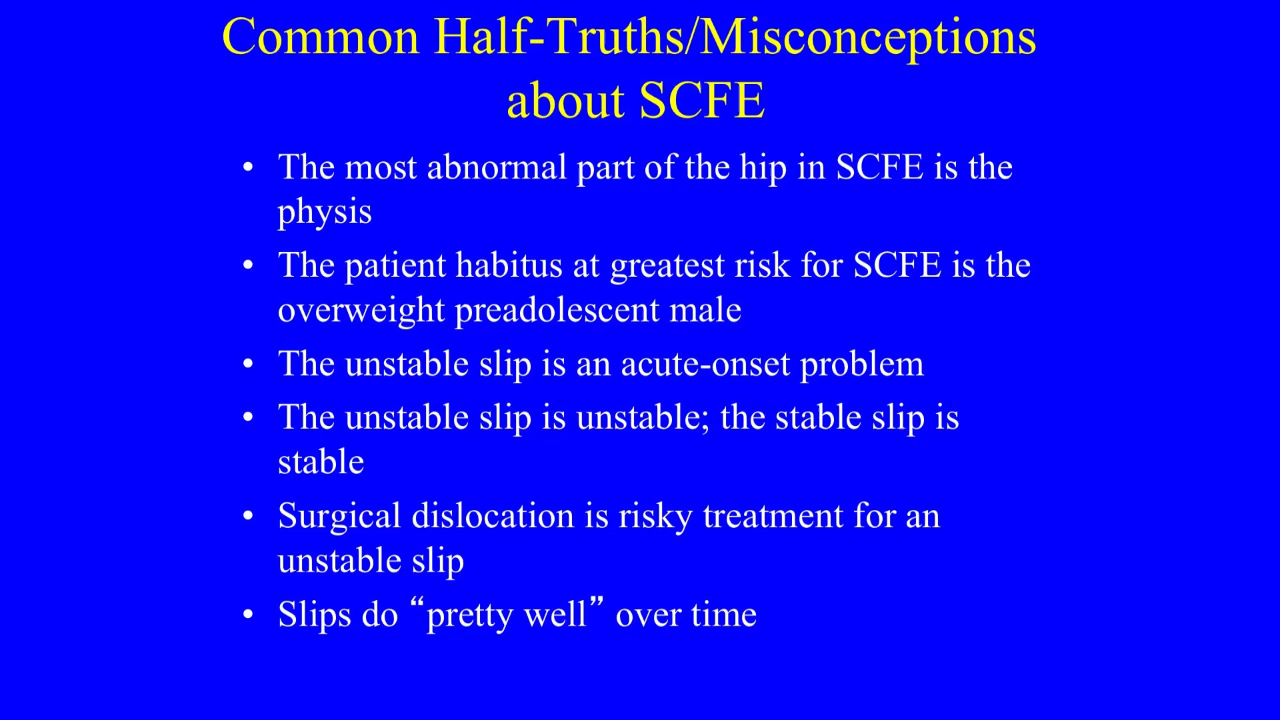 Common Half-Truths/Misconceptions
about SCFE
• The most abnormal part of the hip in SCFE is the
physis
• The patient habitus at greatest risk for SCFE is the
overweight preadolescent male
• The unstable slip is an acute-onset problem
• The unstable slip is unstable; the stable slip is
stable
• Surgical dislocation is risky treatment for an
unstable slip
• Slips do “pretty well” over time